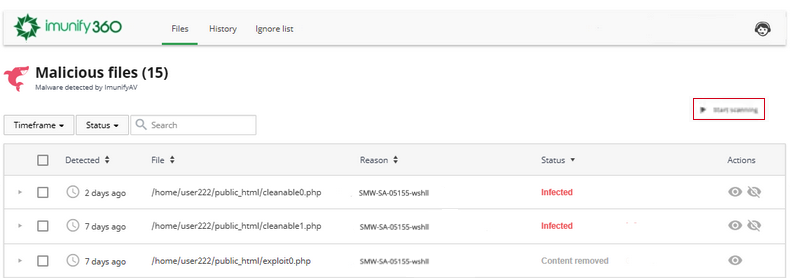 imunify360 Files History Ignore list
Malicious files (15)
Malware detected by ImunifyAV
Start scanning
Timeframe Status Search
Detected File Reason Status Actions
2 days ago /home/user222/public_html/cleanable0.php SMW-SA-05155-wshll Infected
7 days ago /home/user222/public_html/cleanable1.php SMW-SA-05155-wshll Infected
7 days ago /home/user222/public_html/exploit0.php SMW-SA-05155-wshll Content removed